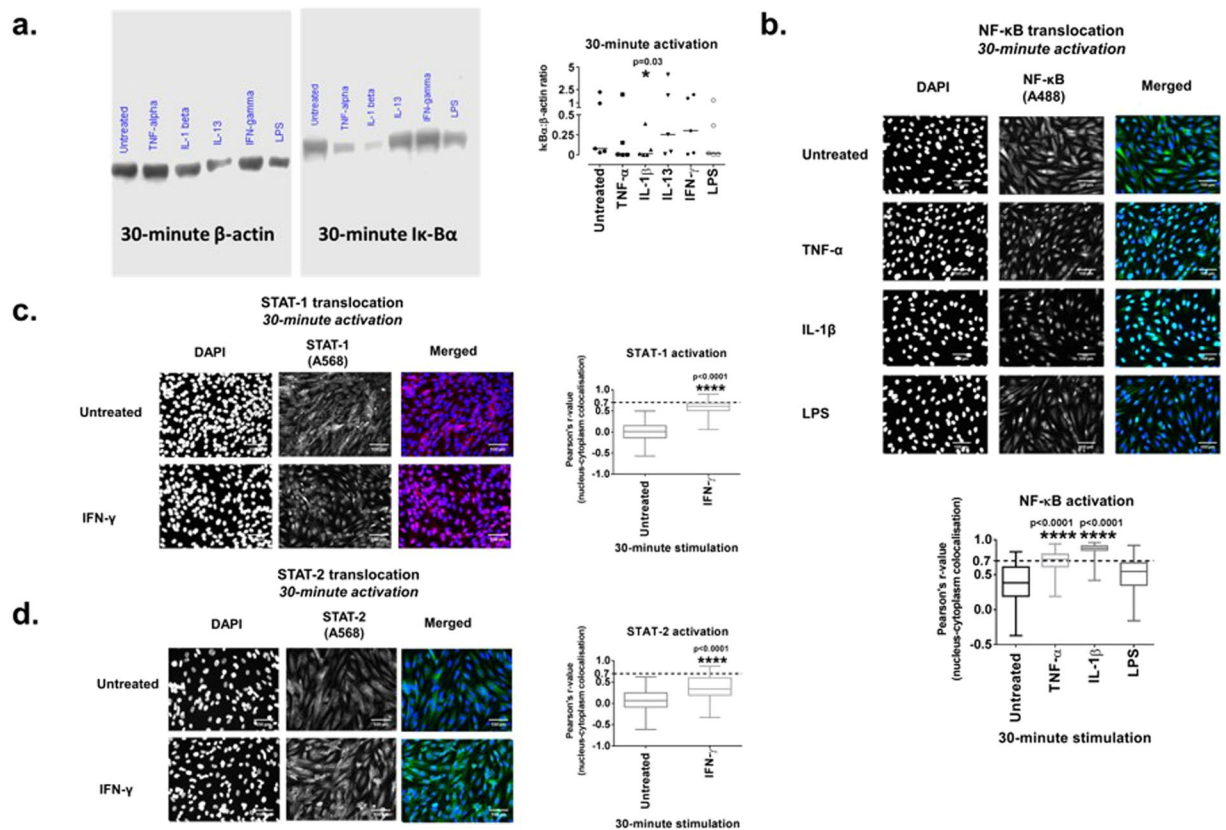 a.
Untreated
TNF-alpha
IL-1 beta
IL-13
IFN-gamma
LPS
30-minute β-actin
Untreated
TNF-alpha
IL-1 beta
IL-13
IFN-gamma
LPS
30-minute Iκ-Bα
30-minute activation
p=0.03
*
IκBα:β-actin ratio
5
3
1
0.50
0.25
0
Untreated
TNF-α
IL-1β
IL-13
IFN-γ
LPS
b.
NF-κB translocation
30-minute activation
DAPI
NF-κB
(A488)
Merged
Untreated
TNF-α
IL-1β
LPS
NF-κB activation
p<0.0001 p<0.0001
**** ****
Pearson's r-value
(nucleus-cytoplasm colocalisation)
1.0
0.7
0.5
0.0
-0.5
Untreated
TNF-α
IL-1β
LPS
30-minute stimulation
c.
STAT-1 translocation
30-minute activation
DAPI
STAT-1
(A568)
Merged
Untreated
IFN-γ
STAT-1 activation
p<0.0001
****
Pearson's r-value
(nucleus-cytoplasm colocalisation)
1.0
0.7
0.5
0.0
-0.5
-1.0
Untreated
IFN-γ
30-minute stimulation
d.
STAT-2 translocation
30-minute activation
DAPI
STAT-2
(A568)
Merged
Untreated
IFN-γ
STAT-2 activation
p<0.0001
****
Pearson's r-value
(nucleus-cytoplasm colocalisation)
1.0
0.7
0.5
0.0
-0.5
-1.0
Untreated
IFN-γ
30-minute stimulation